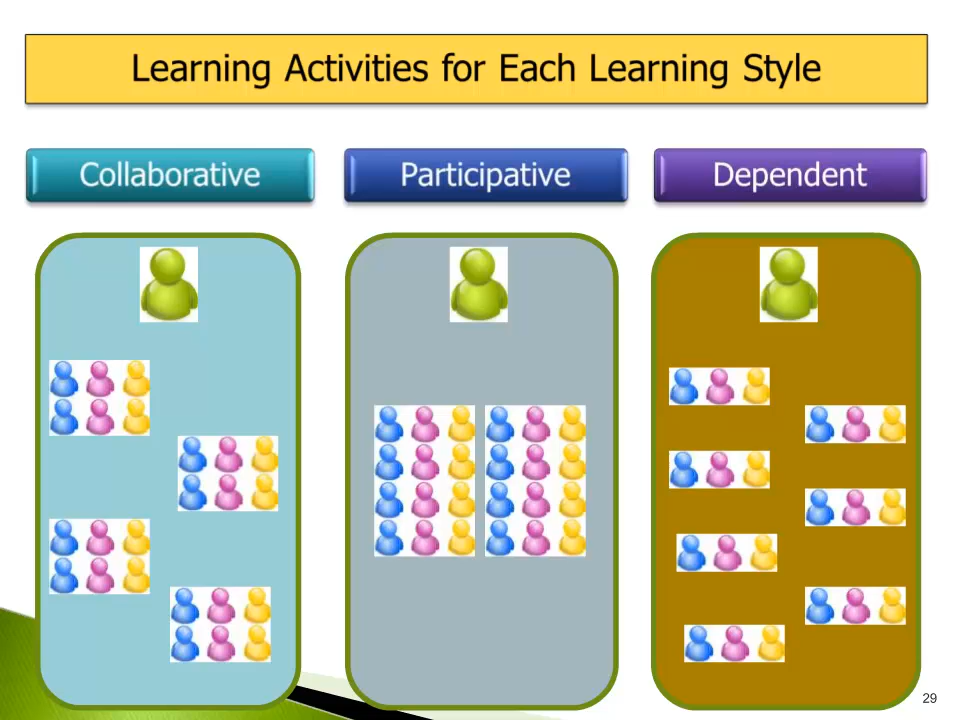 Learning Activities for Each Learning Style
Collaborative
Participative
Dependent
29